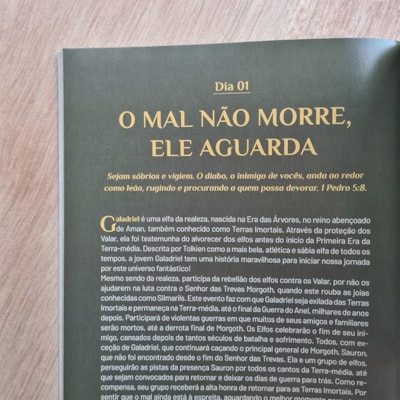 Dia 01
O MAL NÃO MORRE,
ELE AGUARDA
Sejam sóbrios e vigiem. O diabo, o inimigo de vocês, anda ao redor
como leão, rugindo e procurando a quem possa devorar. 1 Pedro 5:8.
Galadriel é uma elfa da realeza, nascida na Era das Árvores, no reino abençoado
de Aman, também conhecido como Terras Imortais. Através da proteção dos
Valar, ela foi testemunha do alvorecer dos elfos antes do início da Primeira Era da
Terra-média. Descrita por Tolkien como a mais bela, atlética e sábia elfa de todos os
tempos, a jovem Galadriel tem uma história maravilhosa para iniciar nossa jornada
por este universo fantástico!
Mesmo sendo da realeza, participa da rebelião dos elfos contra os Valar, por não os
ajudarem na luta contra o Senhor das Trevas Morgoth, quando este rouba as joias
conhecidas como Silmarils. Este evento faz com que Galadriel seja exilada das Terras
Imortais e permaneça na Terra-média, até o final da Guerra do Anel, milhares de anos
depois. Participará de violentas guerras em que muitos de seus amigos e familiares
serão mortos, até a derrota final de Morgoth. Os Elfos celebrarão o fim de seu ini-
migo, cansados depois de tantos séculos de batalha e sofrimento. Todos, com ex-
ceção de Galadriel, que continuará caçando o principal general de Morgoth, Sauron,
que não foi encontrado desde o fim do Senhor das Trevas. Ela e um grupo de elfos,
perseguirão as pistas da presença Sauron por todos os cantos da Terra-média, até
que sejam convocados para retornar e deixar os dias de guerra para trás. Como re-
compensa, seu grupo receberá a alta honra de retornar para as Terras Imortais. Por
sentir que o mal ainda está à espreita, aguardando o momento